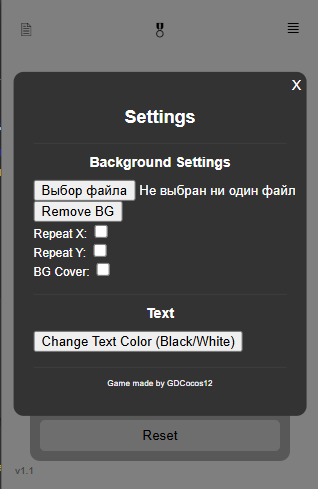 X
Settings
Background Settings
Выбор файла Не выбран ни один файл
Remove BG
Repeat X:
Repeat Y:
BG Cover:
Text
Change Text Color (Black/White)
Game made by GDCocos12
Reset
v1.1